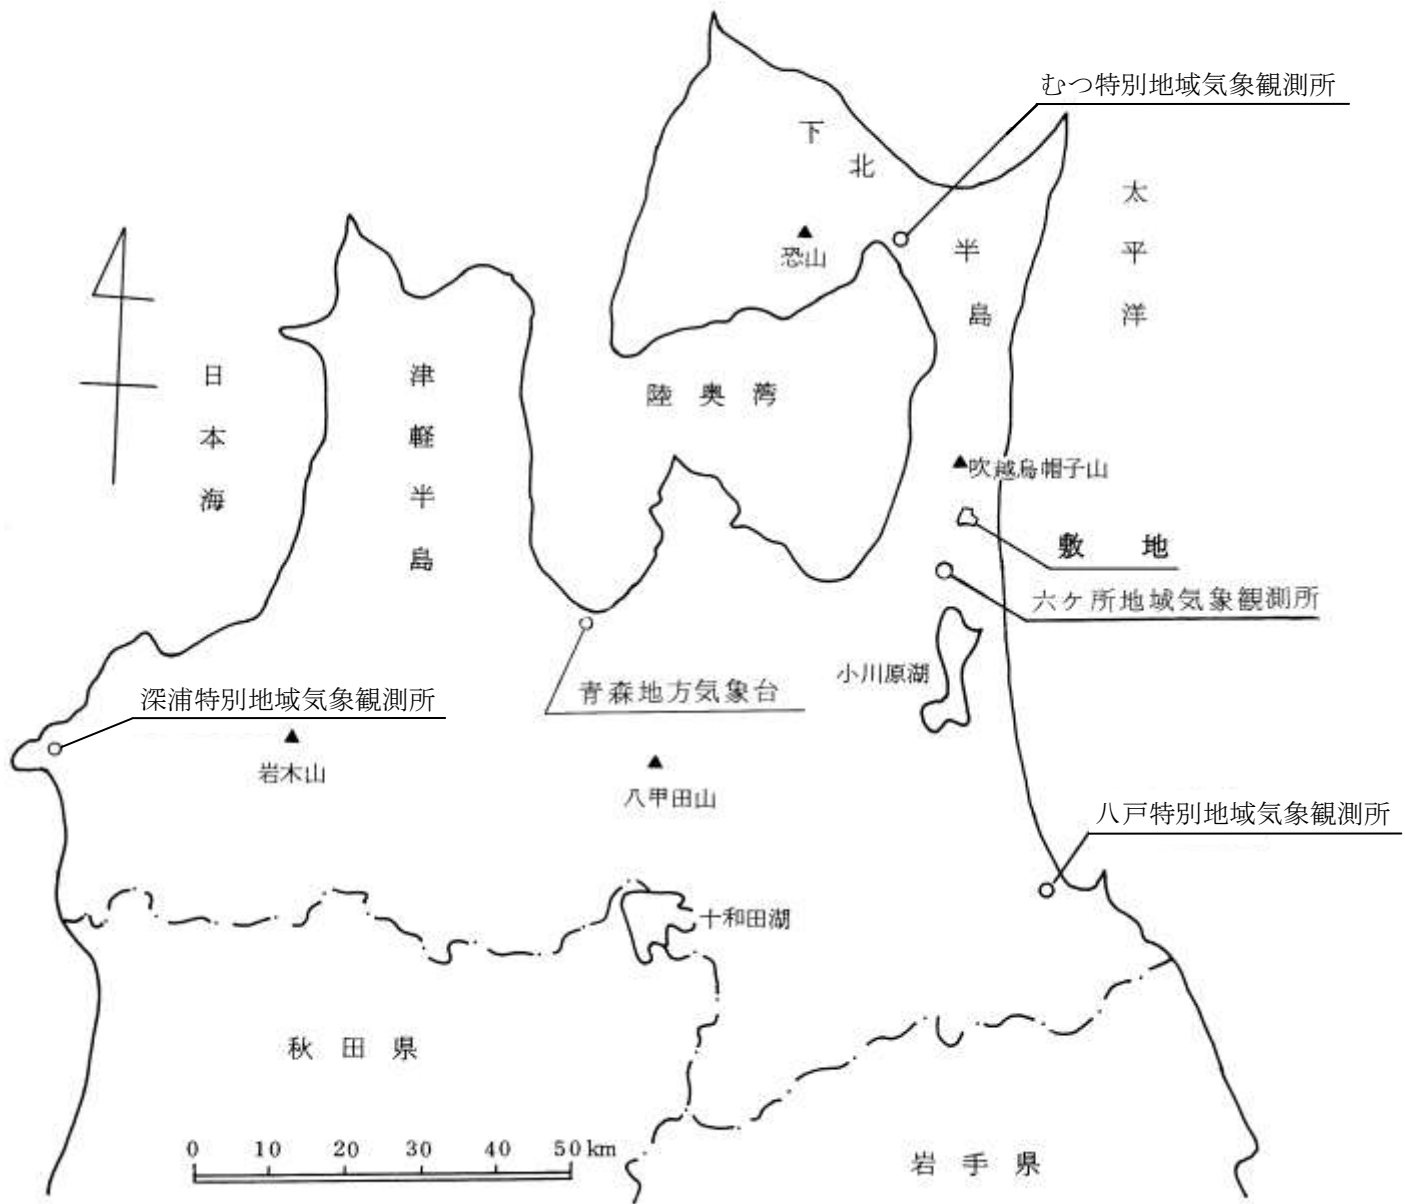 むつ特別地域気象観測所
下北半島
太平洋
恐山
日本海
津軽半島
陸奥湾
吹越烏帽子山
敷地
六ケ所地域気象観測所
小川原湖
青森地方気象台
深浦特別地域気象観測所
岩木山
八甲田山
八戸特別地域気象観測所
十和田湖
秋田県
岩手県
0 10 20 30 40 50 km